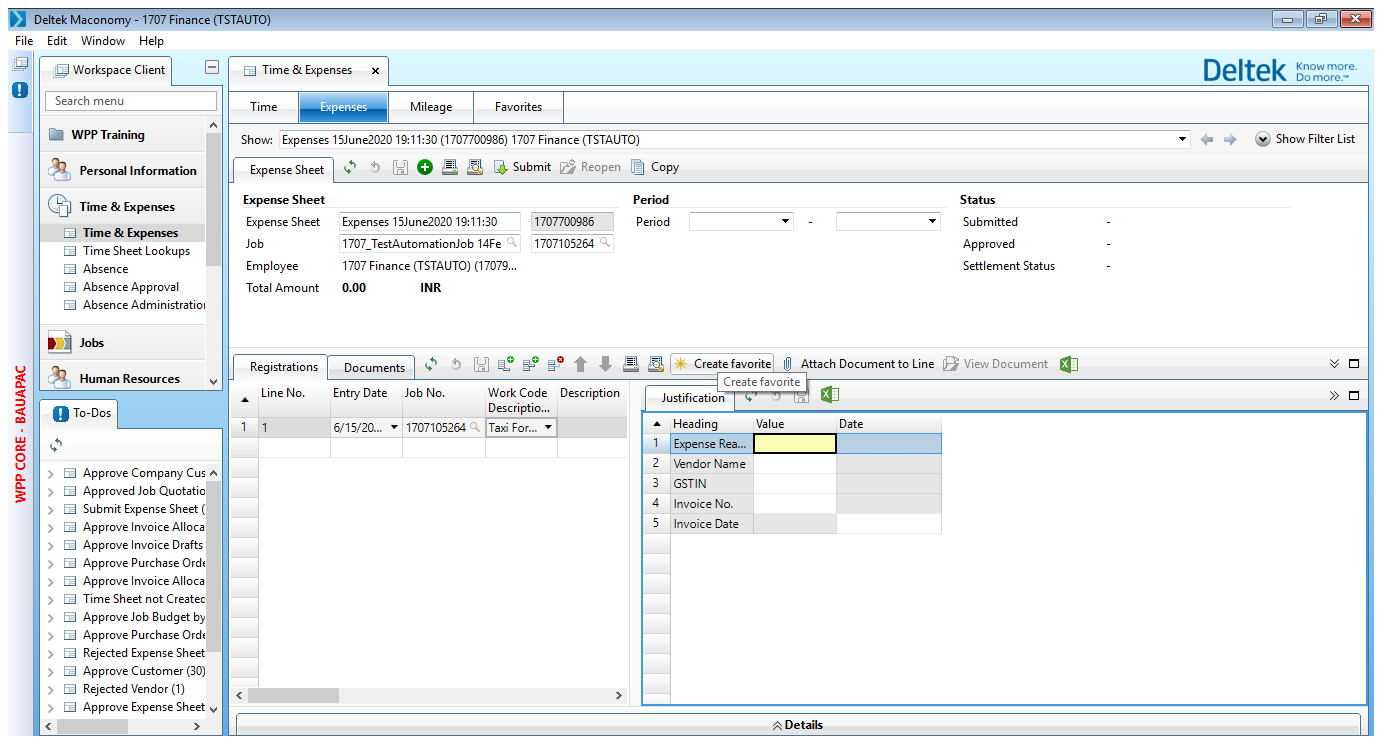 Deltek Maconomy - 1707 Finance (TSTAUTO)
File Edit Window Help
Workspace Client
Search menu
WPP Training
Personal Information
Time & Expenses
Time & Expenses
Time Sheet Lookups
Absence
Absence Approval
Absence Administration
Jobs
Human Resources
WPP CORE - BAUAPAC
To-Dos
Approve Company Cus
Approved Job Quotatio
Submit Expense Sheet (
Approve Invoice Alloca
Approve Invoice Drafts
Approve Purchase Orde
Approve Invoice Alloca
Time Sheet not Created
Approve Job Budget by
Approve Purchase Orde
Rejected Expense Sheet
Approve Customer (30)
Rejected Vendor (1)
Approve Expense Sheet
Time & Expenses x
Deltek Know more.
Do more.™
Time Expenses Mileage Favorites
Show: Expenses 15June2020 19:11:30 (1707700986) 1707 Finance (TSTAUTO) Show Filter List
Expense Sheet Submit Reopen Copy
Expense Sheet Period Status
Expense Sheet Expenses 15June2020 19:11:30 1707700986 Period - Submitted -
Job 1707_TestAutomationJob 14Fe 1707105264 Approved -
Employee 1707 Finance (TSTAUTO) (17079... Settlement Status -
Total Amount 0.00 INR
Registrations Documents Create favorite Attach Document to Line View Document
Create favorite
Line No. Entry Date Job No. Work Code Descriptio... Description
1 1 6/15/20... 1707105264 Taxi For...
Justification
Heading Value Date
1 Expense Rea...
2 Vendor Name
3 GSTIN
4 Invoice No.
5 Invoice Date
Details